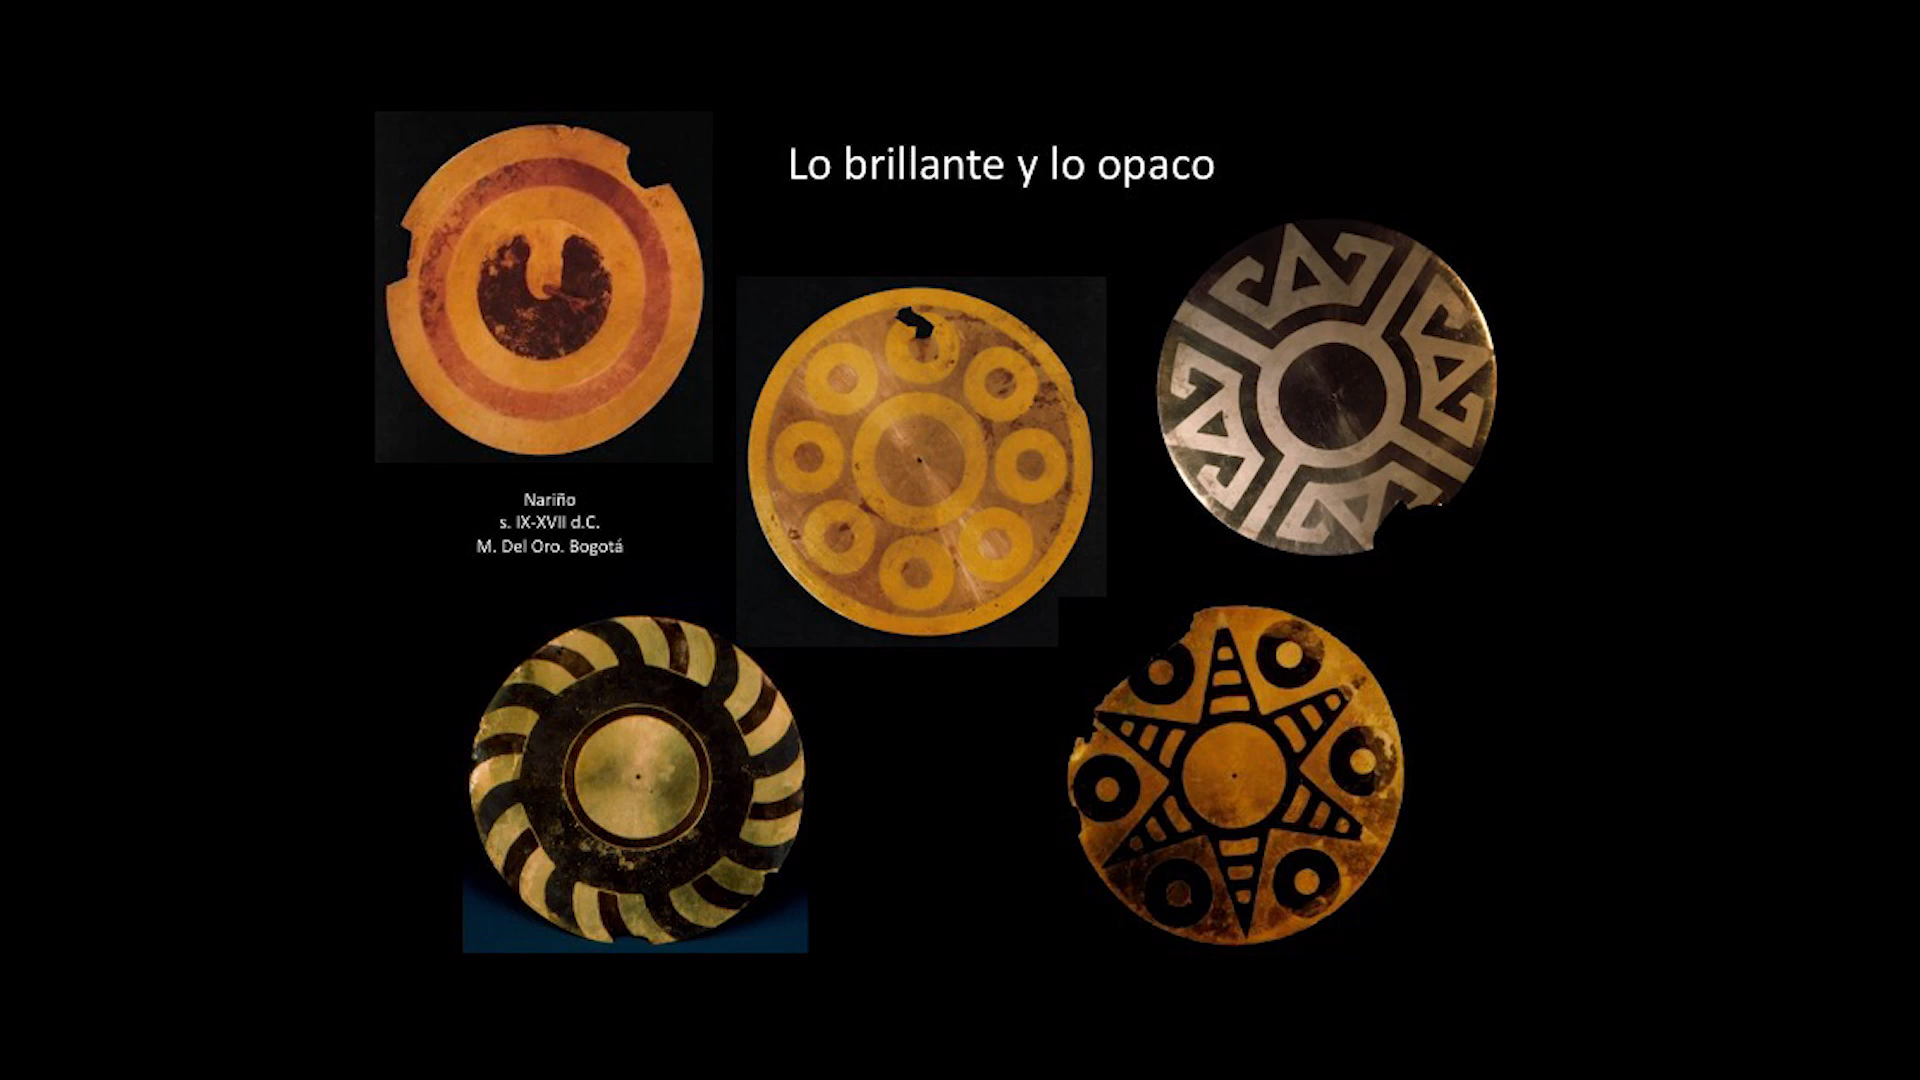 Lo brillante y lo opaco
Nariño
s. IX-XVII d.C.
M. Del Oro. Bogotá